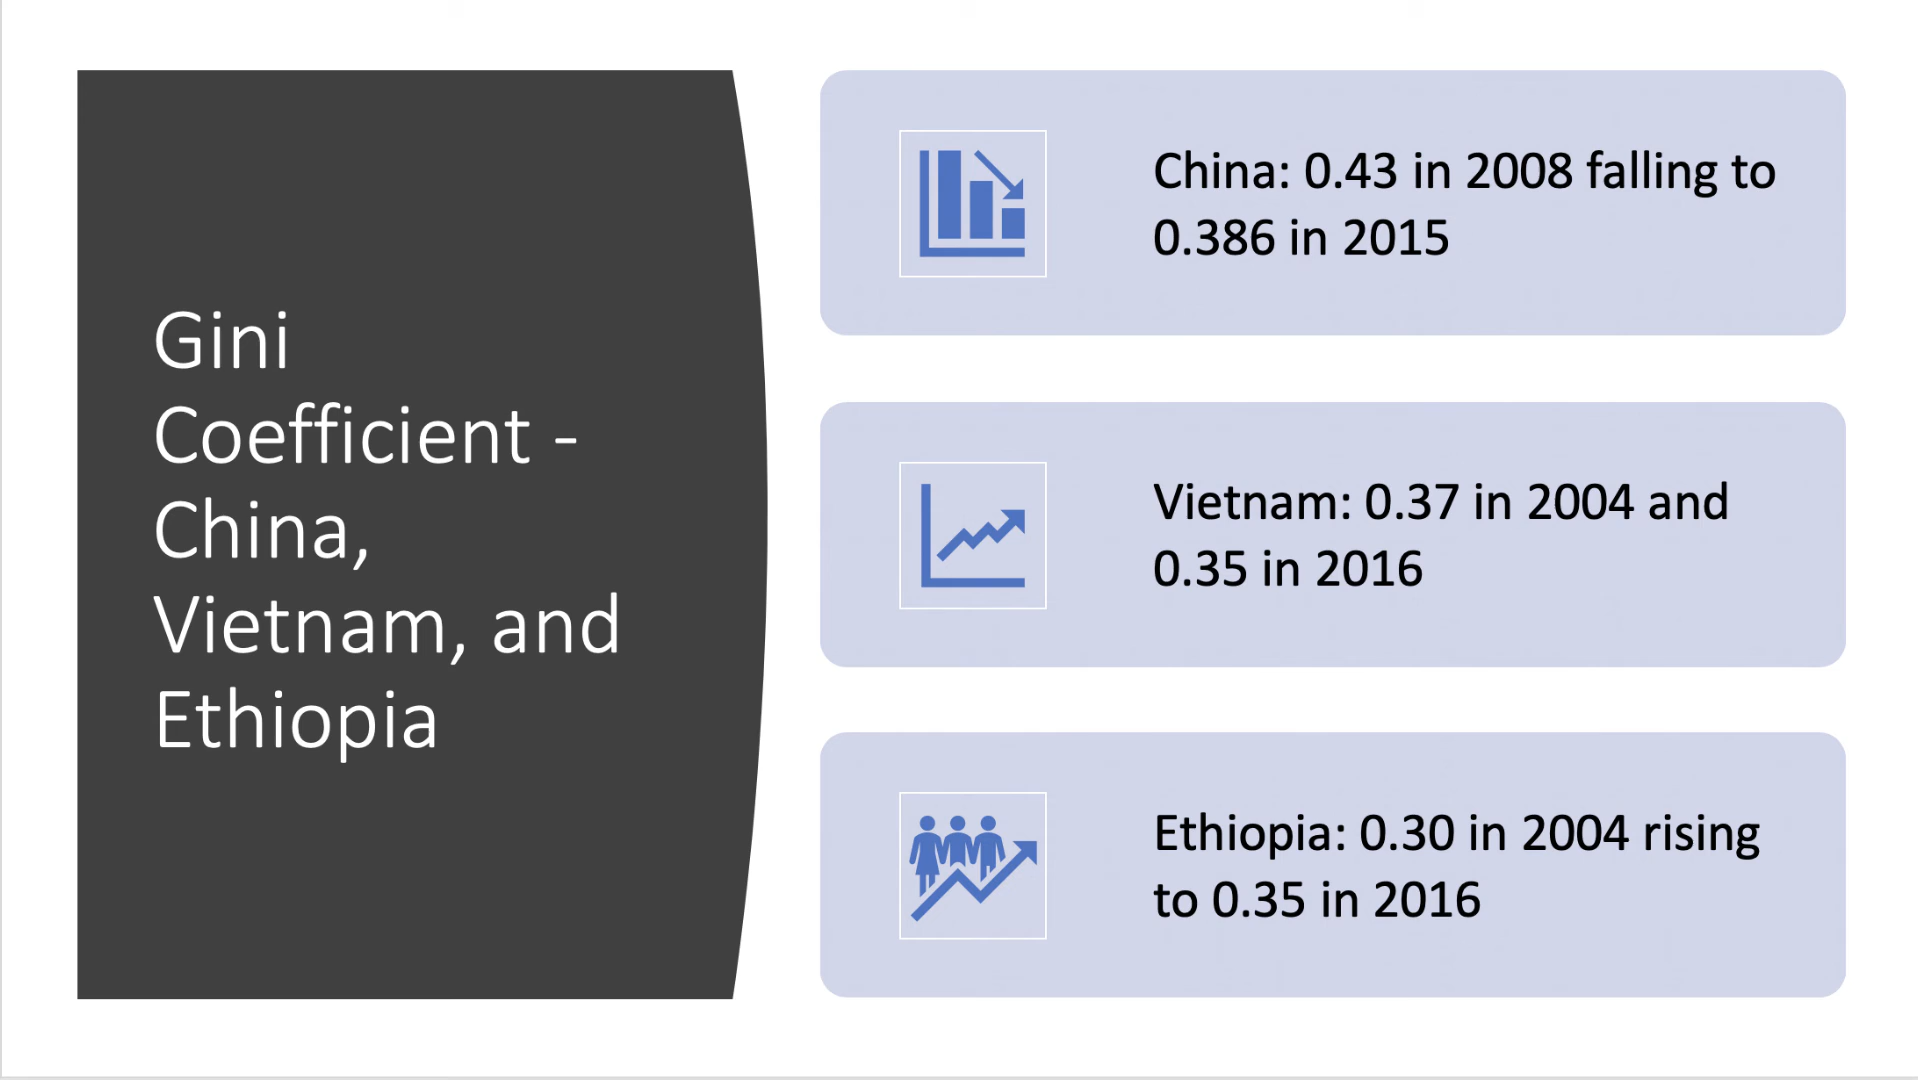 Gini
Coefficient -
China,
Vietnam, and
Ethiopia
China: 0.43 in 2008 falling to
0.386 in 2015
Vietnam: 0.37 in 2004 and
0.35 in 2016
Ethiopia: 0.30 in 2004 rising
to 0.35 in 2016